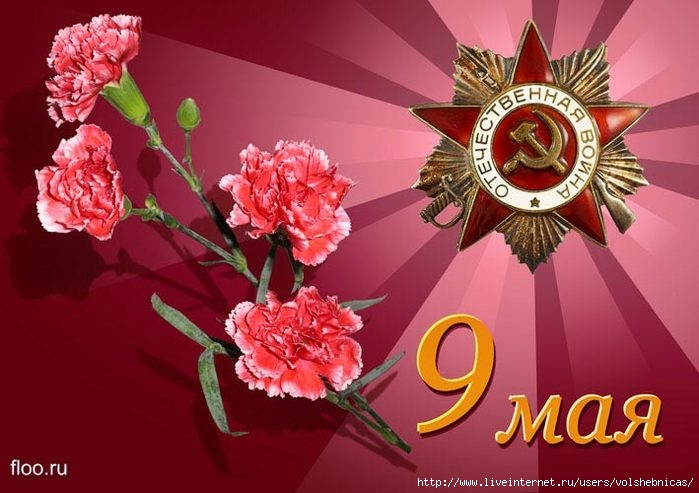 ОТЕЧЕСТВЕННАЯ ВОЙНА
9 мая
floo.ru
http://www.liveinternet.ru/users/volshebnicas/